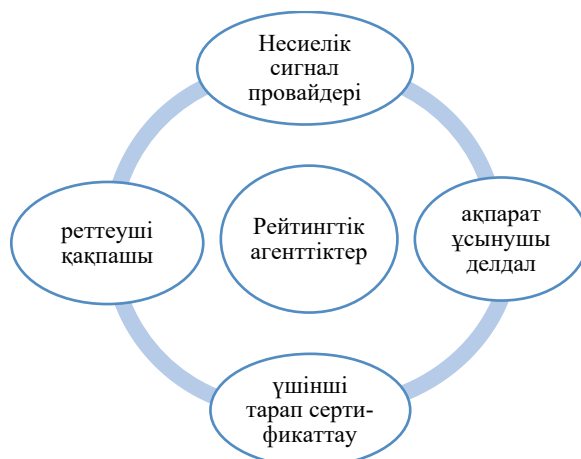 Несиелік
сигнал
провайдері
реттеуші
қақпашы
Рейтингтік
агенттіктер
ақпарат
ұсынушы
делдал
үшінші
тарап серти-
фикаттау